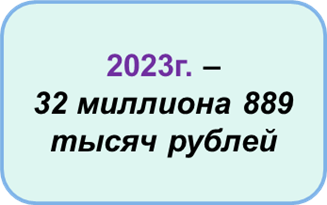 2023г. –
32 миллиона 889
тысяч рублей